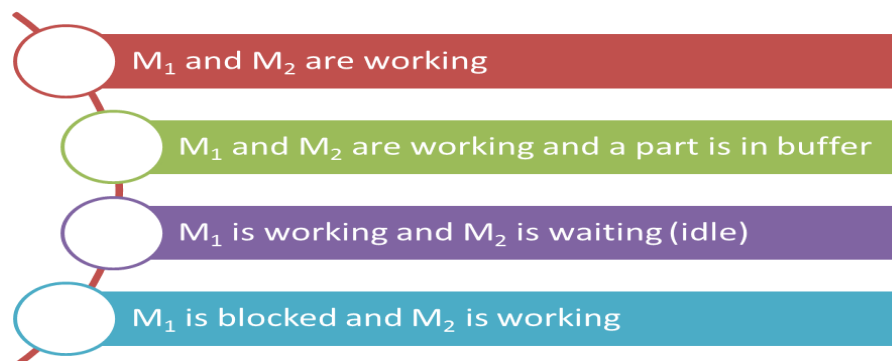 M₁ and M₂ are working
M₁ and M₂ are working and a part is in buffer
M₁ is working and M₂ is waiting (idle)
M₁ is blocked and M₂ is working